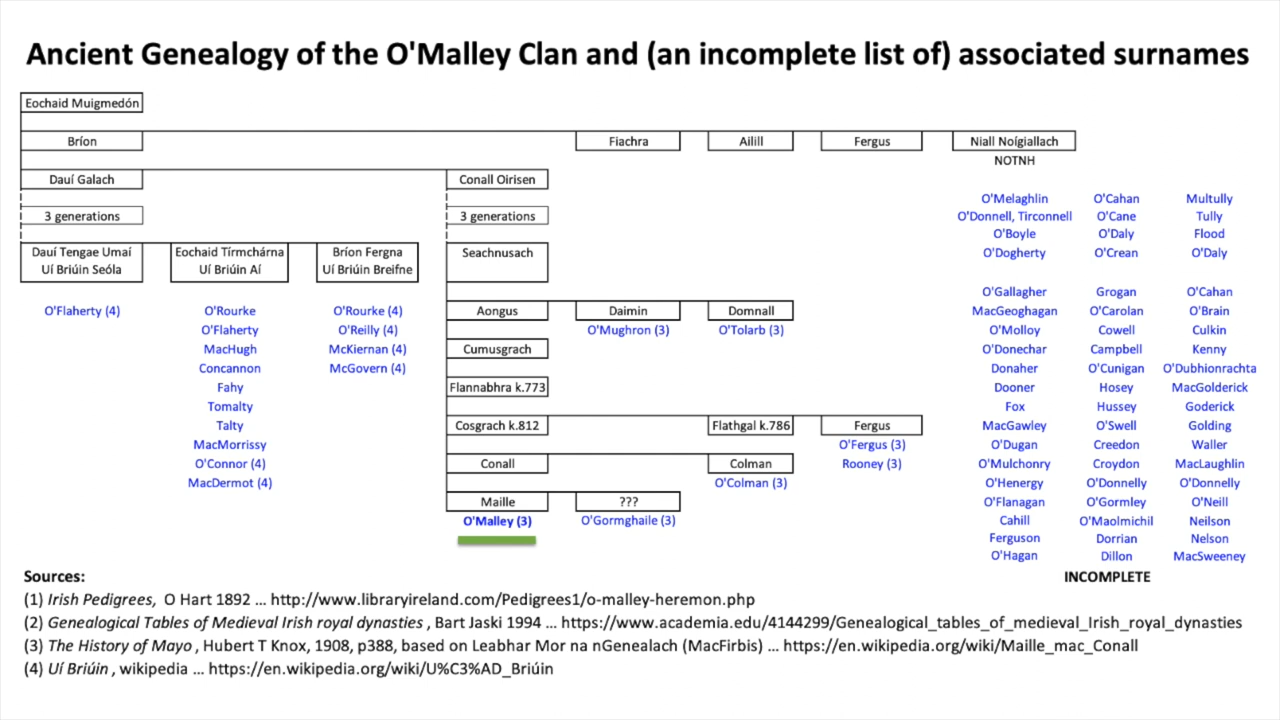 Ancient Genealogy of the O'Malley Clan and (an incomplete list of) associated surnames
Eochaid Muigmedón
Bríon Fiachra Ailill Fergus Niall Noígiallach
NOTNH
Dauí Galach Conall Oirisen
O'Melaghlin O'Cahan Multully
3 generations 3 generations O'Donnell, Tirconnell O'Cane Tully
O'Boyle O'Daly Flood
Dauí Tengae Umai Eochaid Tírmchárna Bríon Fergna Seachnusach O'Dogherty O'Crean O'Daly
Uí Briúin Seóla Uí Briúin Aí Uí Briúin Breifne
O'Gallagher Grogan O'Cahan
O'Flaherty (4) O'Rourke O'Rourke (4) Aongus Daimin Domnall MacGeoghagan O'Carolan O'Brain
O'Flaherty O'Reilly (4) O'Mughron (3) O'Tolarb (3) O'Molloy Cowell Culkin
MacHugh McKiernan (4) Cumusgrach O'Donechar Campbell Kenny
Concannon McGovern (4) Donaher O'Cunigan O'Dubhionrachta
Fahy Flannabhra k.773 Dooner Hosey MacGolderick
Tomalty Fox Hussey Goderick
Talty Cosgrach k.812 Flathgal k.786 Fergus MacGawley O'Swell Golding
MacMorrissy O'Fergus (3) O'Dugan Creedon Waller
O'Connor (4) Conall Colman Rooney (3) O'Mulchonry Croydon MacLaughlin
MacDermot (4) O'Colman (3) O'Henergy O'Donnelly O'Donnelly
Maille ??? O'Flanagan O'Gormley O'Neill
O'Malley (3) O'Gormghaile (3) Cahill O'Maolmichil Neilson
Ferguson Dorrian Nelson
O'Hagan Dillon MacSweeney
Sources: INCOMPLETE
(1) Irish Pedigrees, O Hart 1892 ... http://www.libraryireland.com/Pedigrees1/o-malley-heremon.php
(2) Genealogical Tables of Medieval Irish royal dynasties , Bart Jaski 1994 ... https://www.academia.edu/4144299/Genealogical_tables_of_medieval_Irish_royal_dynasties
(3) The History of Mayo , Hubert T Knox, 1908, p388, based on Leabhar Mor na nGenealach (MacFirbis) ... https://en.wikipedia.org/wiki/Maille_mac_Conall
(4) Uí Briúin , wikipedia ... https://en.wikipedia.org/wiki/U%C3%AD_Briúin